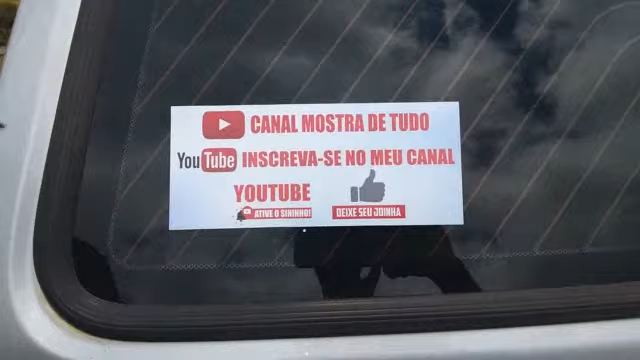 CANAL MOSTRA DE TUDO
YouTube INSCREVA-SE NO MEU CANAL
YOUTUBE
ATIVE O SININHO! DEIXE SEU JOINHA